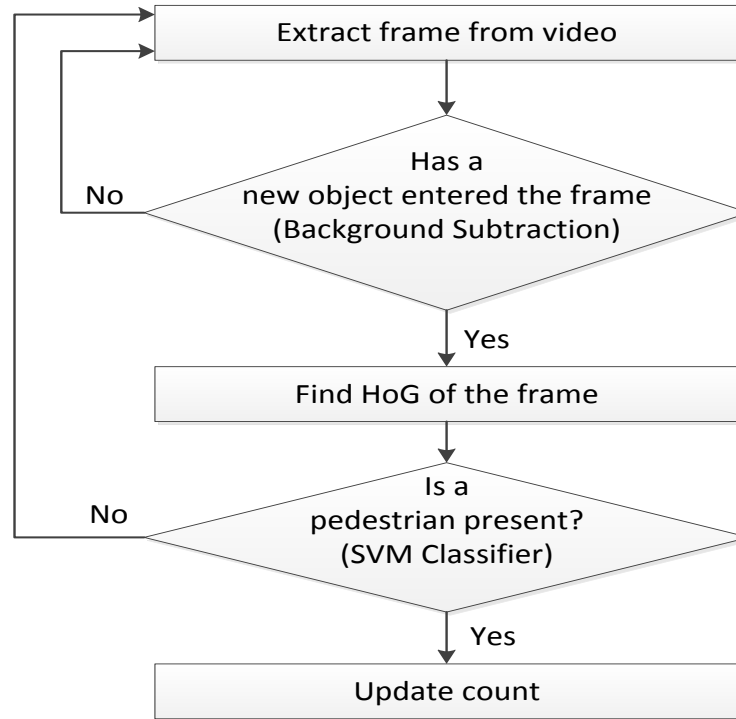 Extract frame from video
Has a
new object entered the frame
(Background Subtraction)
No
Yes
Find HoG of the frame
Is a
pedestrian present?
(SVM Classifier)
No
Yes
Update count